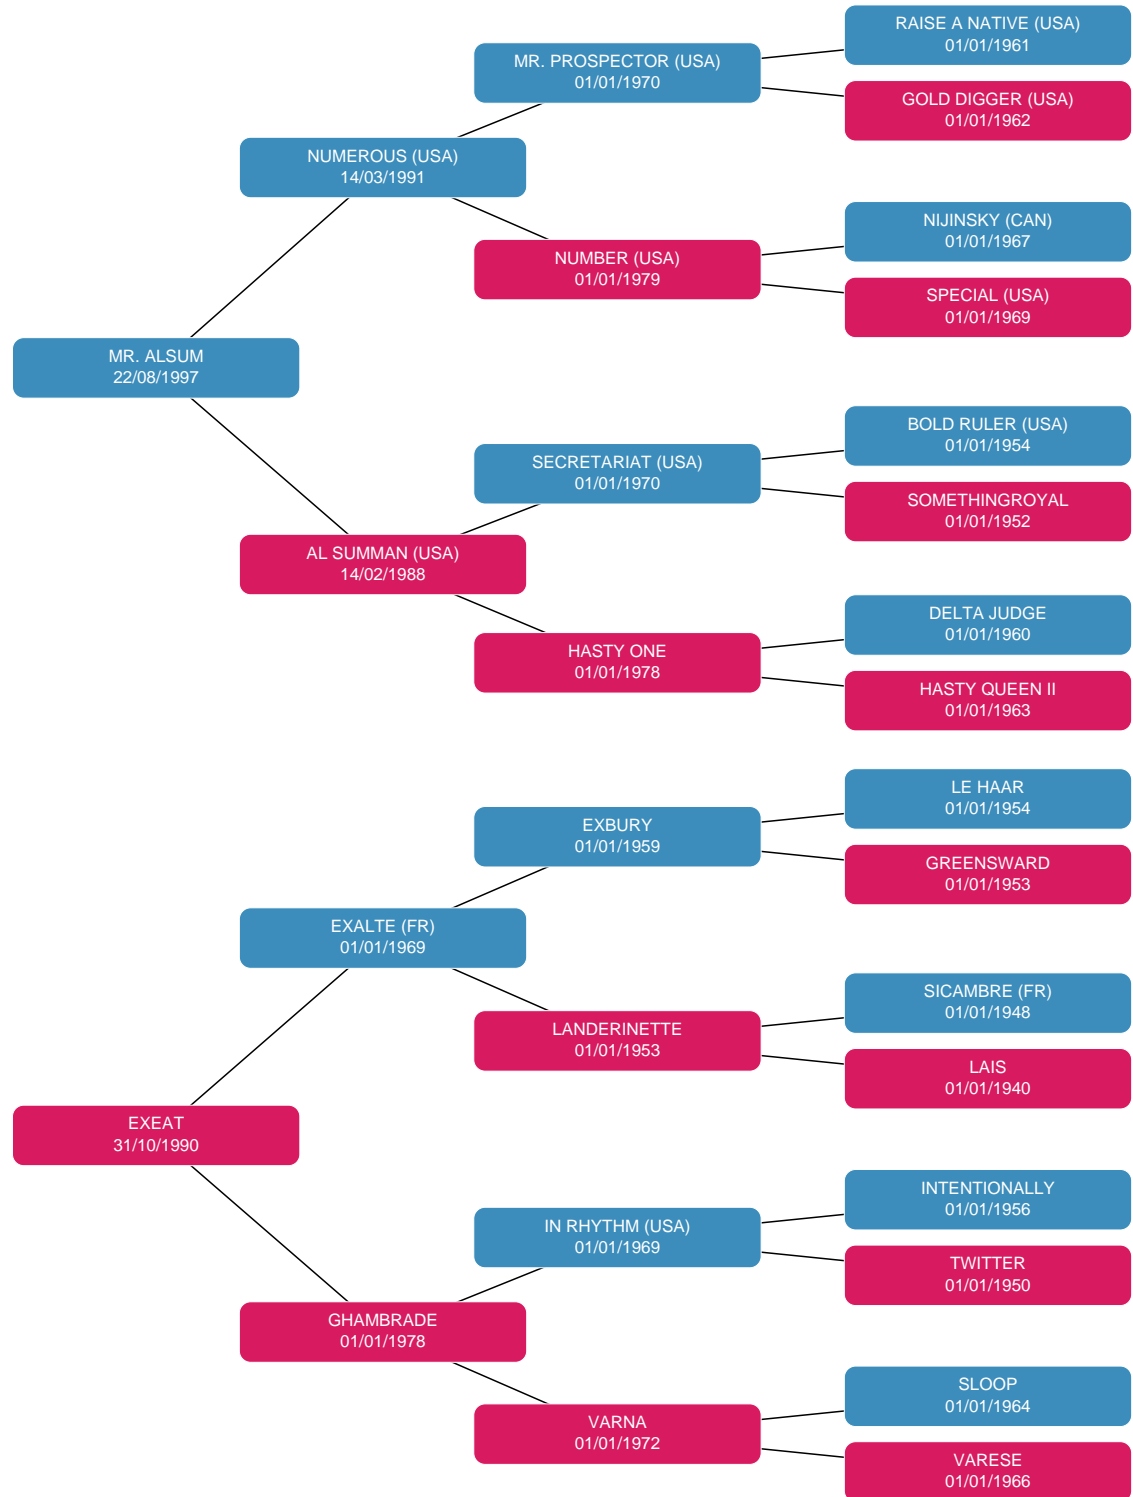 RAISE A NATIVE (USA)
01/01/1961
MR. PROSPECTOR (USA)
01/01/1970
GOLD DIGGER (USA)
01/01/1962
NUMEROUS (USA)
14/03/1991
NIJINSKY (CAN)
01/01/1967
NUMBER (USA)
01/01/1979
SPECIAL (USA)
01/01/1969
MR. ALSUM
22/08/1997
BOLD RULER (USA)
01/01/1954
SECRETARIAT (USA)
01/01/1970
SOMETHINGROYAL
01/01/1952
AL SUMMAN (USA)
14/02/1988
DELTA JUDGE
01/01/1960
HASTY ONE
01/01/1978
HASTY QUEEN II
01/01/1963
LE HAAR
01/01/1954
EXBURY
01/01/1959
GREENSWARD
01/01/1953
EXALTE (FR)
01/01/1969
SICAMBRE (FR)
01/01/1948
LANDERINETTE
01/01/1953
LAIS
01/01/1940
EXEAT
31/10/1990
INTENTIONALLY
01/01/1956
IN RHYTHM (USA)
01/01/1969
TWITTER
01/01/1950
GHAMBRADE
01/01/1978
SLOOP
01/01/1964
VARNA
01/01/1972
VARESE
01/01/1966